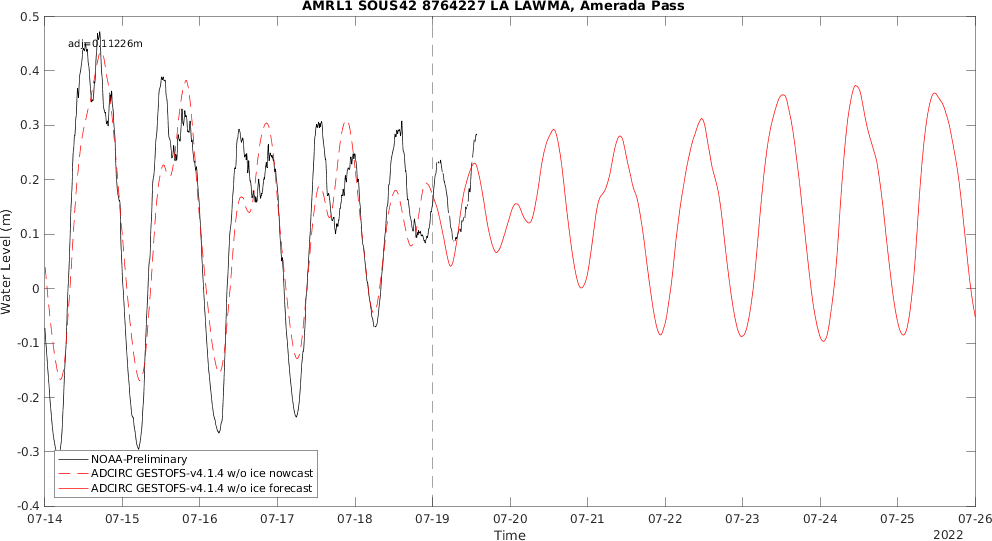 AMRL1 SOUS42 8764227 LA LAWMA, Amerada Pass
adj=0.11226m
Water Level (m)
0.5
0.4
0.3
0.2
0.1
0
-0.1
-0.2
-0.3
-0.4
NOAA-Preliminary
ADCIRC GESTOFS-v4.1.4 w/o ice nowcast
ADCIRC GESTOFS-v4.1.4 w/o ice forecast
07-14 07-15 07-16 07-17 07-18 07-19 07-20 07-21 07-22 07-23 07-24 07-25 07-26
Time
2022